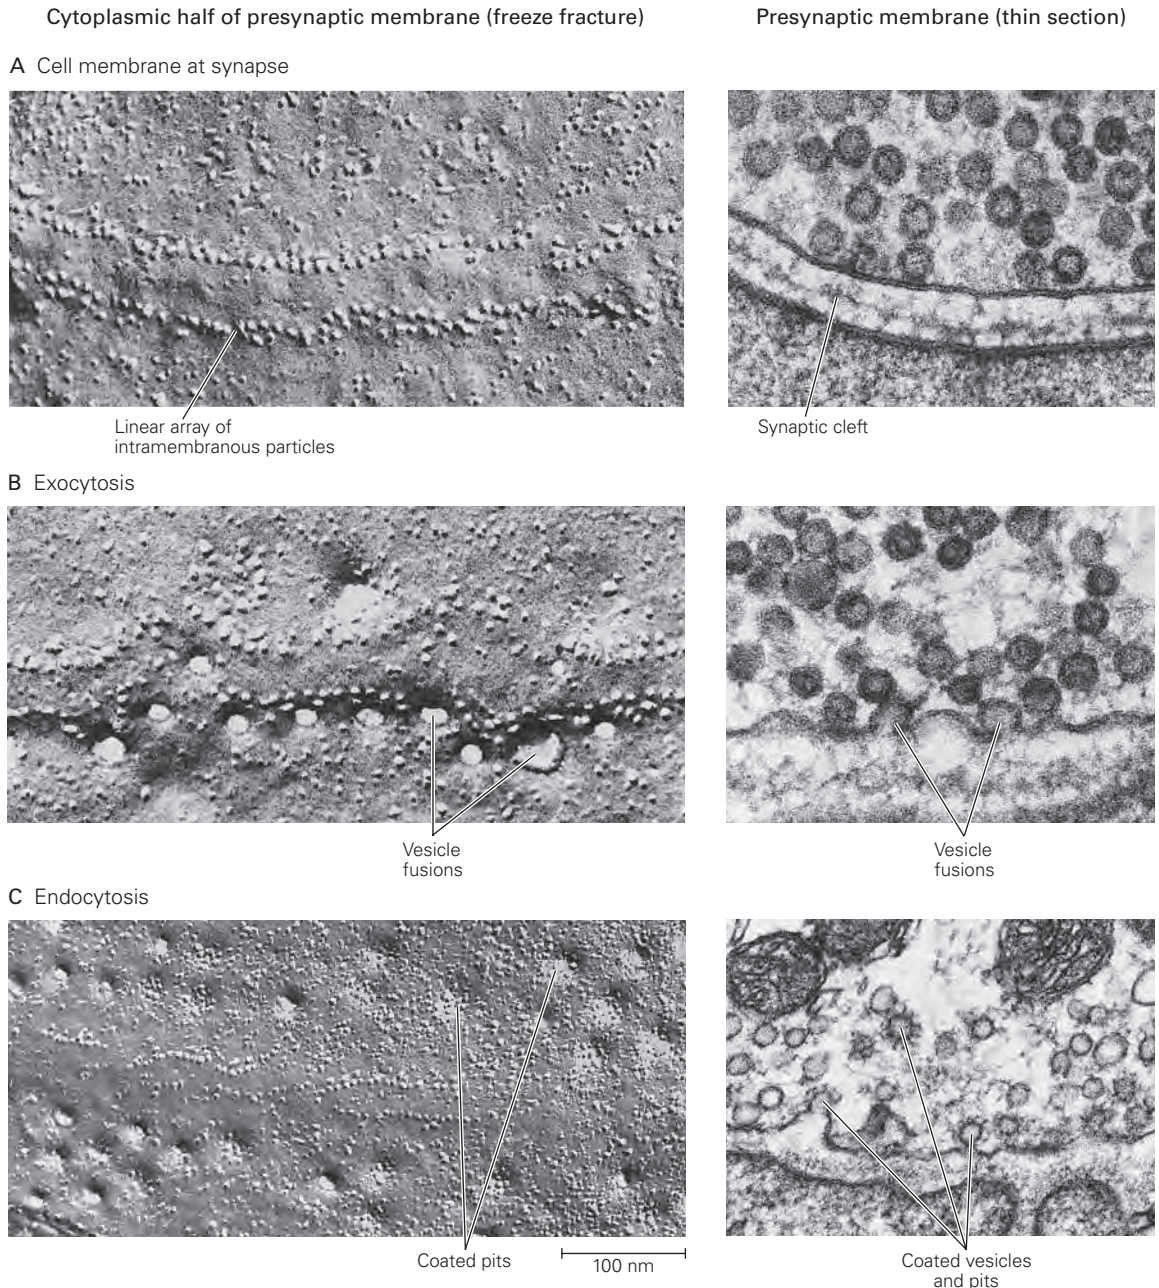 Cytoplasmic half of presynaptic membrane (freeze fracture)
Presynaptic membrane (thin section)
A Cell membrane at synapse
Linear array of
intramembranous particles
Synaptic cleft
B Exocytosis
Vesicle
fusions
Vesicle
fusions
C Endocytosis
Coated pits
100 nm
Coated vesicles
and pits